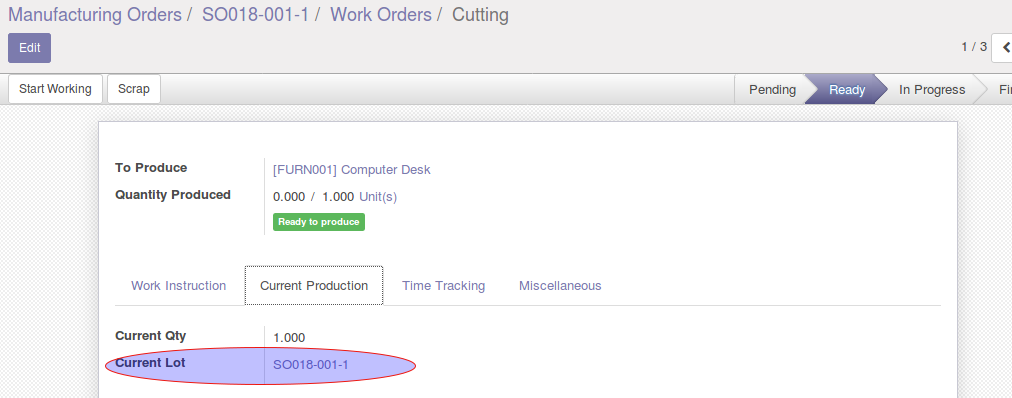 Manufacturing Orders / SO018-001-1 / Work Orders / Cutting
Edit
1 / 3
Start Working Scrap Pending Ready In Progress Fi
To Produce [FURN001] Computer Desk
Quantity Produced 0.000 / 1.000 Unit(s)
Ready to produce
Work Instruction Current Production Time Tracking Miscellaneous
Current Qty 1.000
Current Lot SO018-001-1